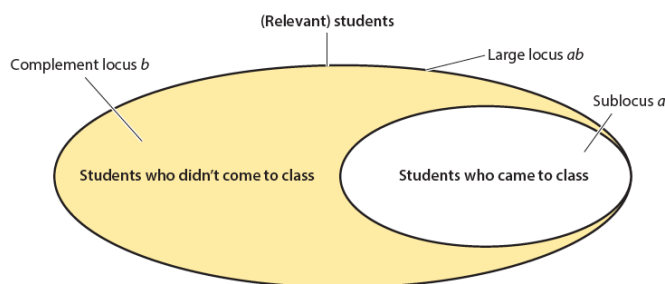 (Relevant) students
Large locus ab
Complement locus b
Sublocus a
Students who didn't come to class
Students who came to class